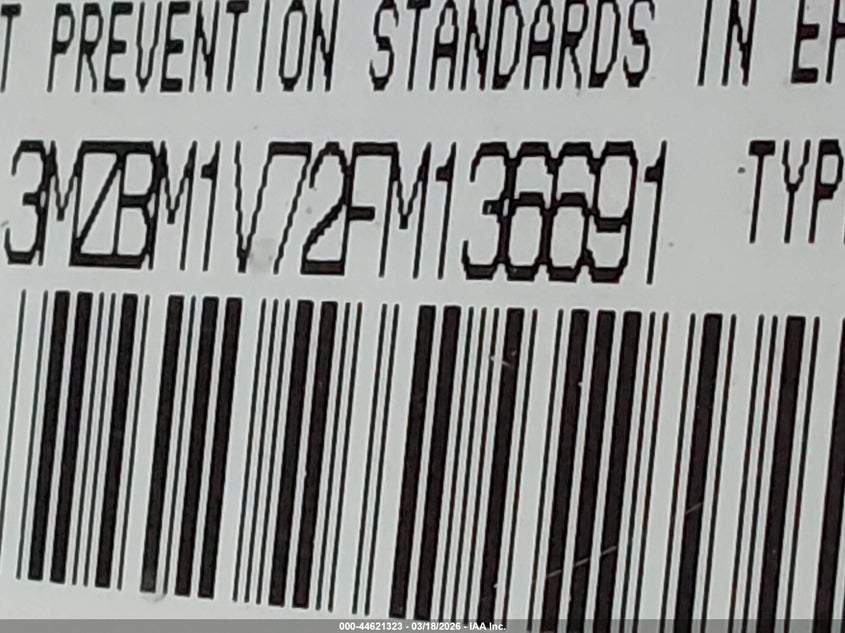 T PREVENTION STANDARDS IN EF
3MZBM1V72FM136691 TYP
000-44621323 - 03/18/2026 - IAA Inc.